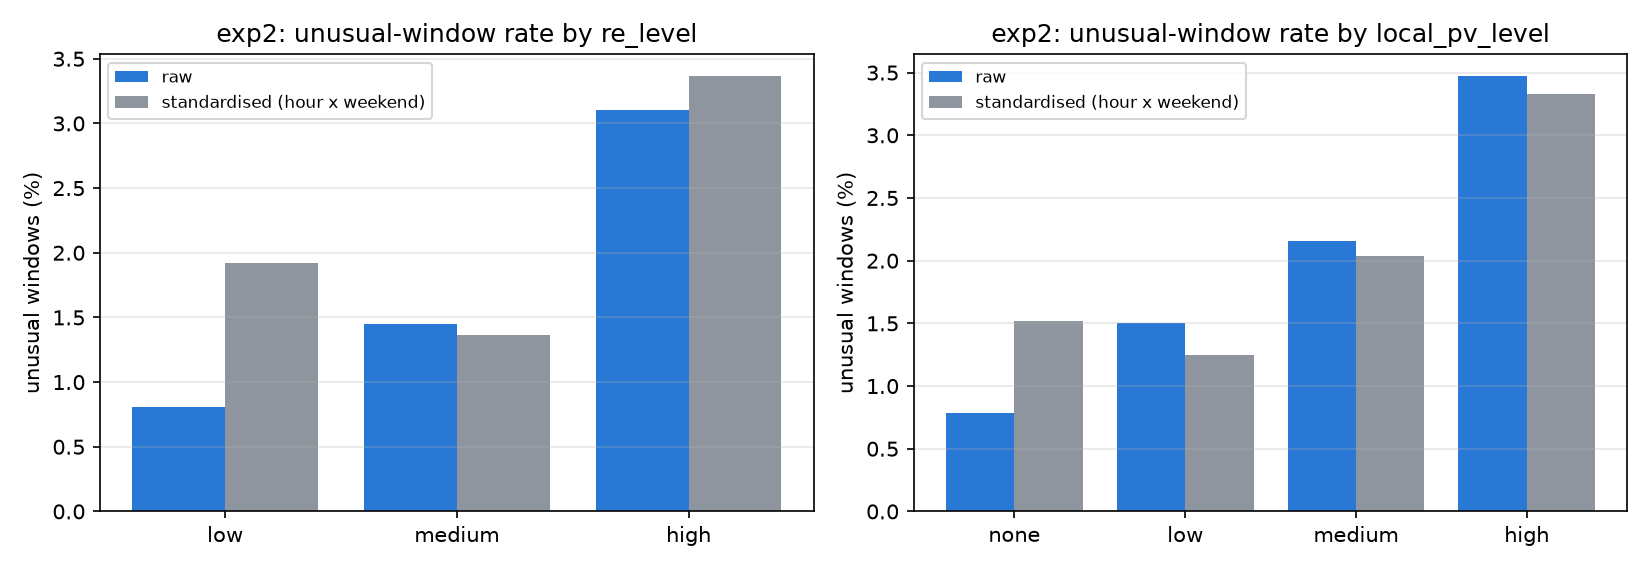 exp2: unusual-window rate by re_level
raw
standardised (hour x weekend)
unusual windows (%)
3.5
3.0
2.5
2.0
1.5
1.0
0.5
0.0
low
medium
high
exp2: unusual-window rate by local_pv_level
raw
standardised (hour x weekend)
unusual windows (%)
3.5
3.0
2.5
2.0
1.5
1.0
0.5
0.0
none
low
medium
high